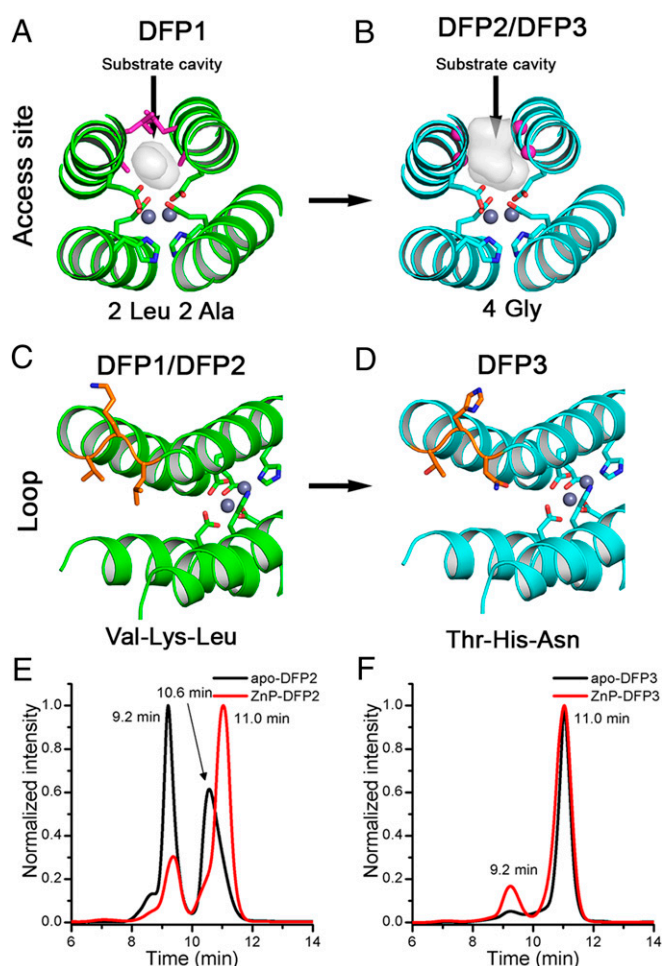 A
DFP1
Substrate cavity
Access site
2 Leu 2 Ala
B
DFP2/DFP3
Substrate cavity
4 Gly
C
DFP1/DFP2
Loop
Val-Lys-Leu
D
DFP3
Thr-His-Asn
E
10.6 min
apo-DFP2
ZnP-DFP2
9.2 min
11.0 min
Normalized intensity
1.0
0.8
0.6
0.4
0.2
0.0
6 8 10 12 14
Time (min)
F
apo-DFP3
ZnP-DFP3
11.0 min
9.2 min
Normalized intensity
1.0
0.8
0.6
0.4
0.2
0.0
6 8 10 12 14
Time (min)